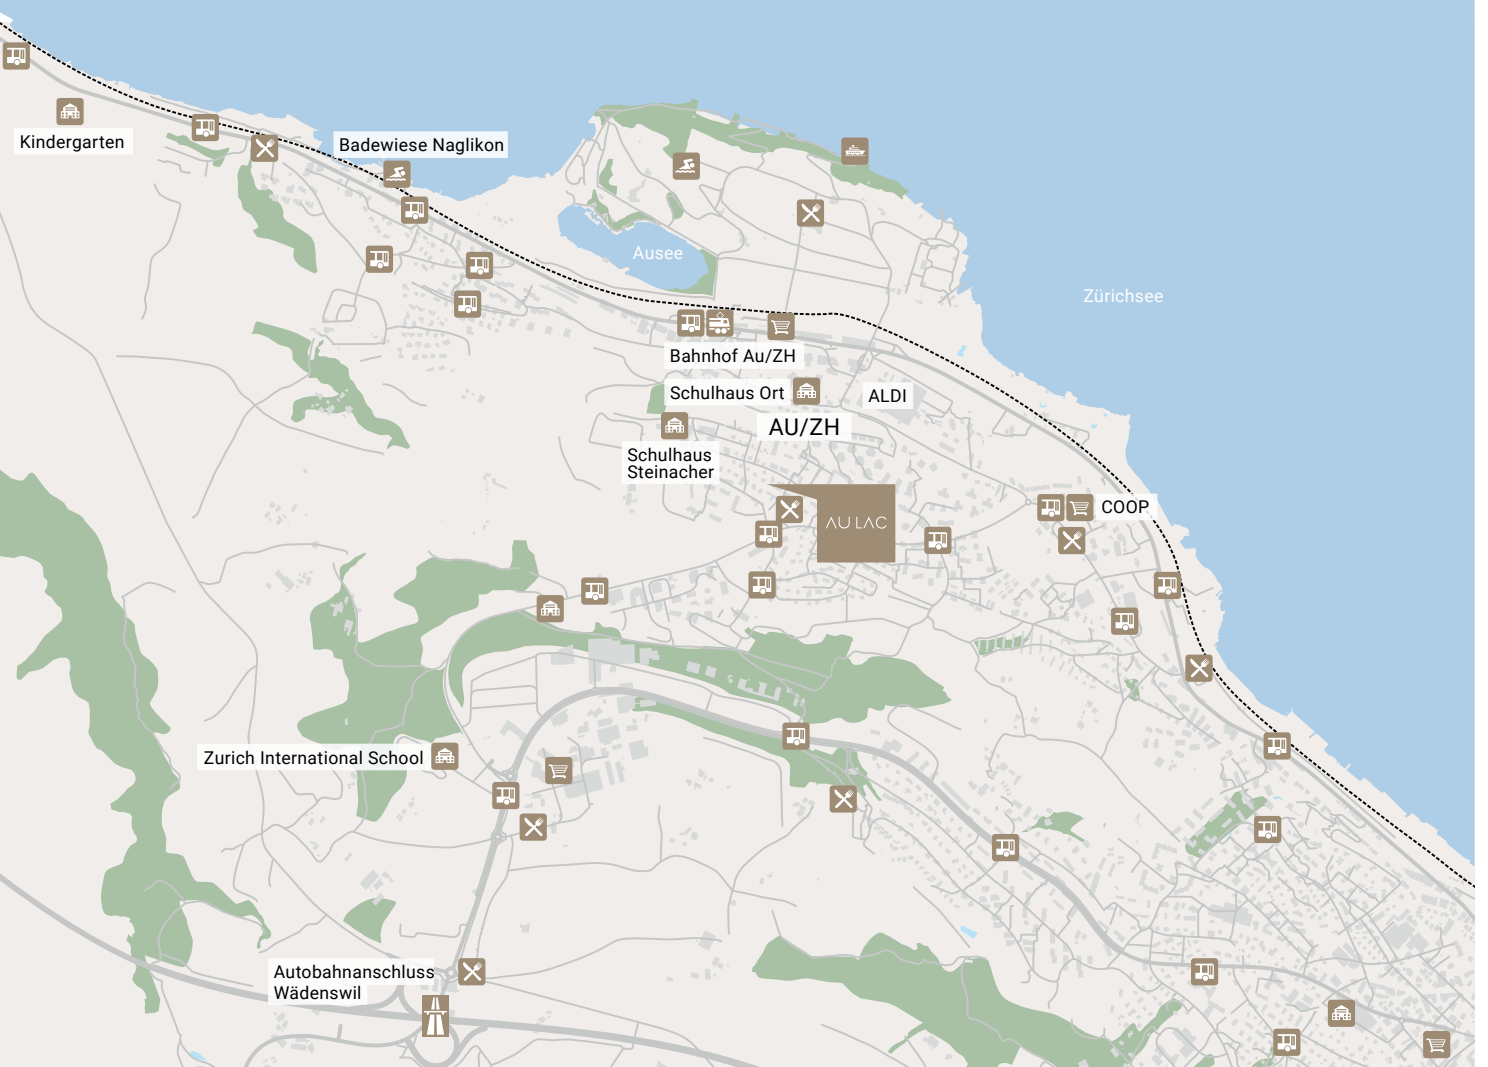 Kindergarten
Badewiese Naglikon
Ausee
Zürichsee
Bahnhof Au/ZH
Schulhaus Ort
ALDI
AU/ZH
Schulhaus
Steinacher
AU LAC
COOP
Zurich International School
Autobahnanschluss
Wädenswil